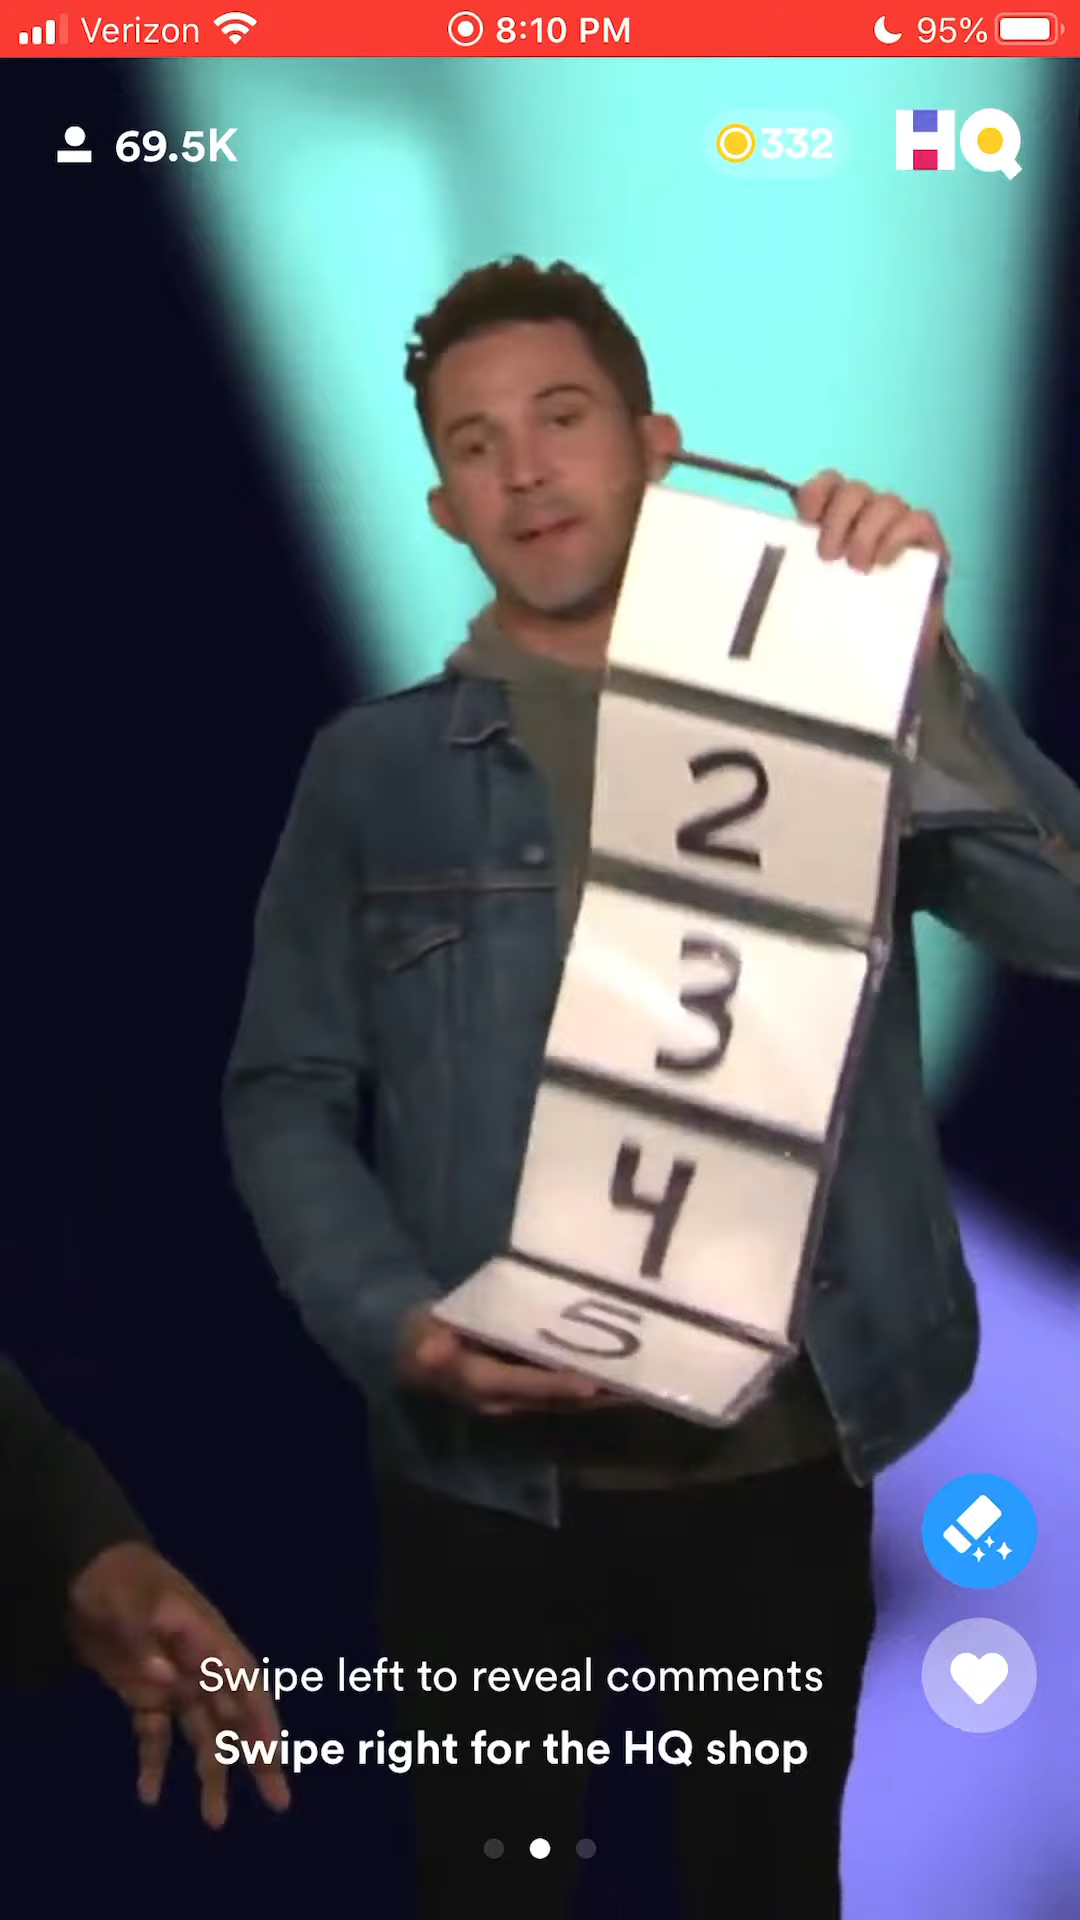 Verizon 8:10 PM 95%
69.5K 332 HQ
1
2
3
4
5
Swipe left to reveal comments
Swipe right for the HQ shop